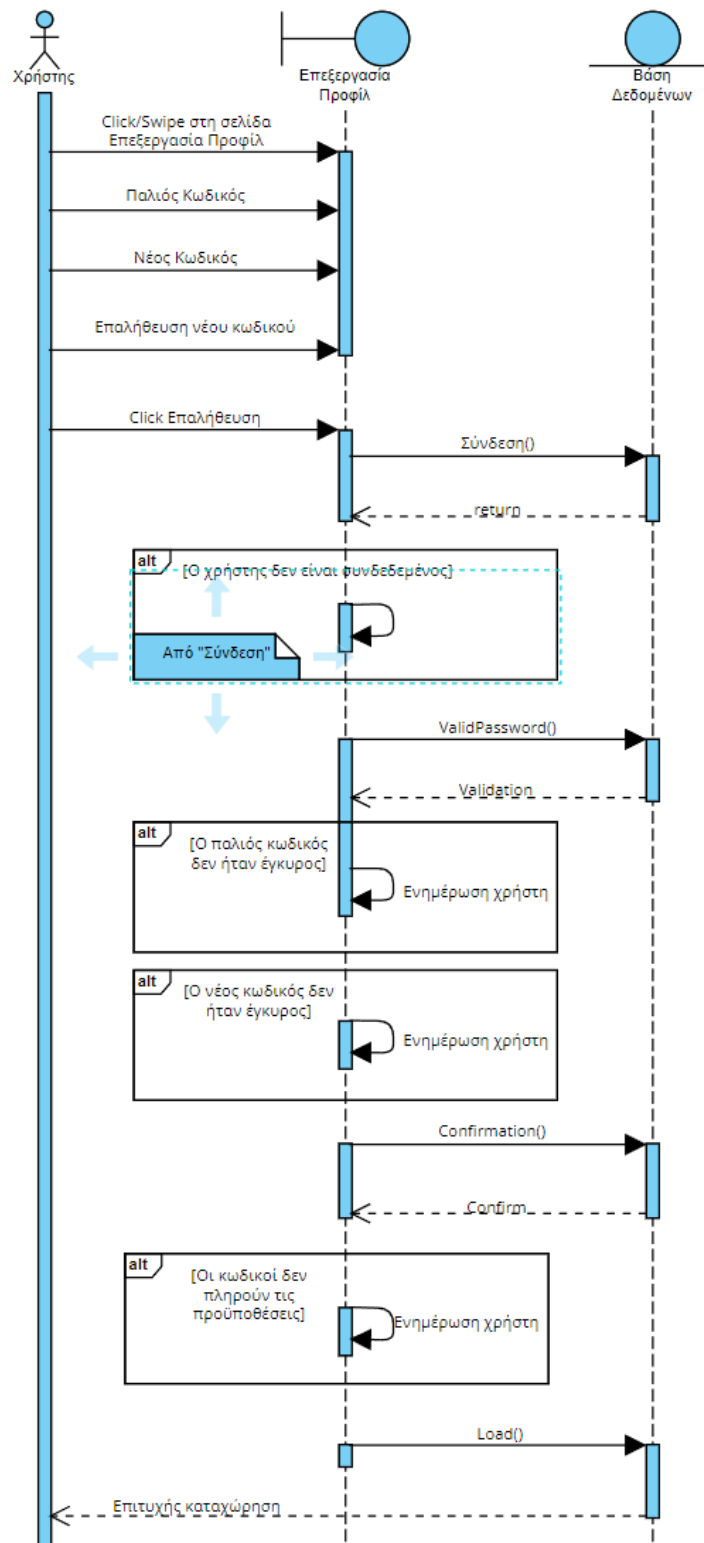 Χρήστης
Επεξεργασία
Προφίλ
Βάση
Δεδομένων
Click/Swipe στη σελίδα
Επεξεργασία Προφίλ
Παλιός Κωδικός
Νέος Κωδικός
Επαλήθευση νέου κωδικού
Click Επαλήθευση
Σύνδεση()
return
alt
[Ο χρήστης δεν είναι συνδεδεμένος]
Από "Σύνδεση"
ValidPassword()
Validation
alt
[Ο παλιός κωδικός
δεν ήταν έγκυρος]
Ενημέρωση χρήστη
alt
[Ο νέος κωδικός δεν
ήταν έγκυρος]
Ενημέρωση χρήστη
Confirmation()
Confirm
alt
[Οι κωδικοί δεν
πληρούν τις
προϋποθέσεις]
Ενημέρωση χρήστη
Load()
Επιτυχής καταχώρηση